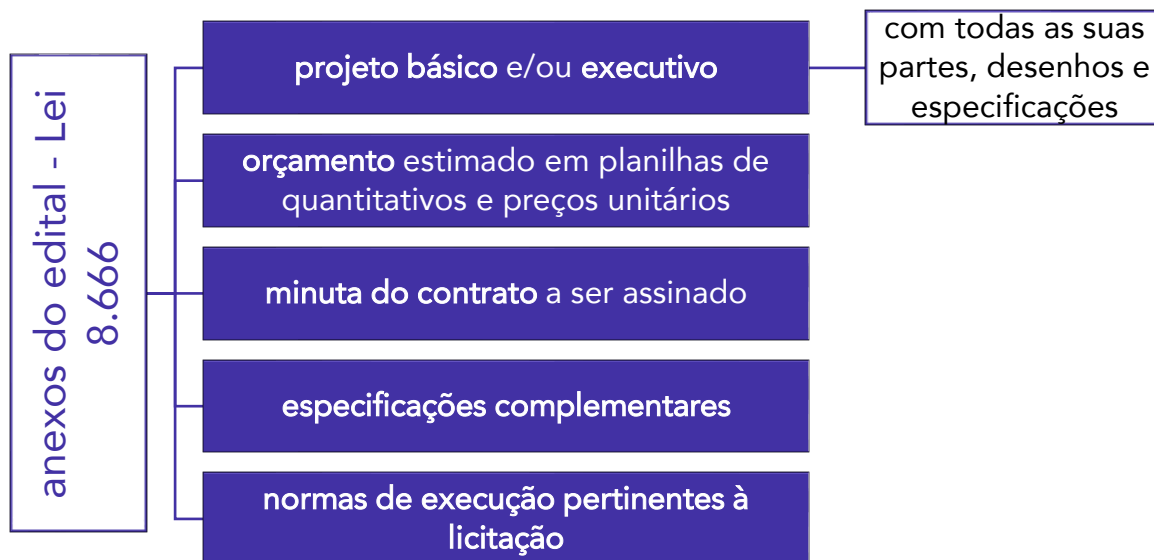 anexos do edital - Lei
8.666
projeto básico e/ou executivo
com todas as suas
partes, desenhos e
especificações
orçamento estimado em planilhas de
quantitativos e preços unitários
minuta do contrato a ser assinado
especificações complementares
normas de execução pertinentes à
licitação